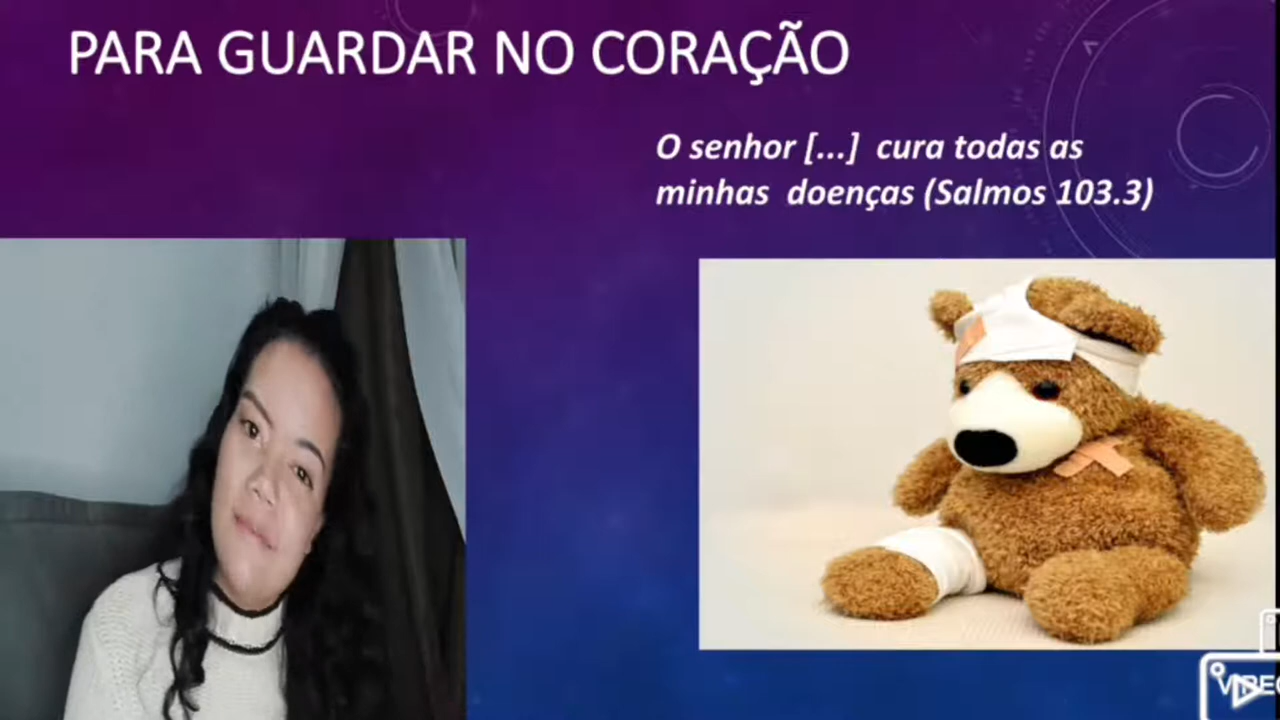 PARA GUARDAR NO CORAÇÃO
O senhor [...] cura todas as
minhas doenças (Salmos 103.3)